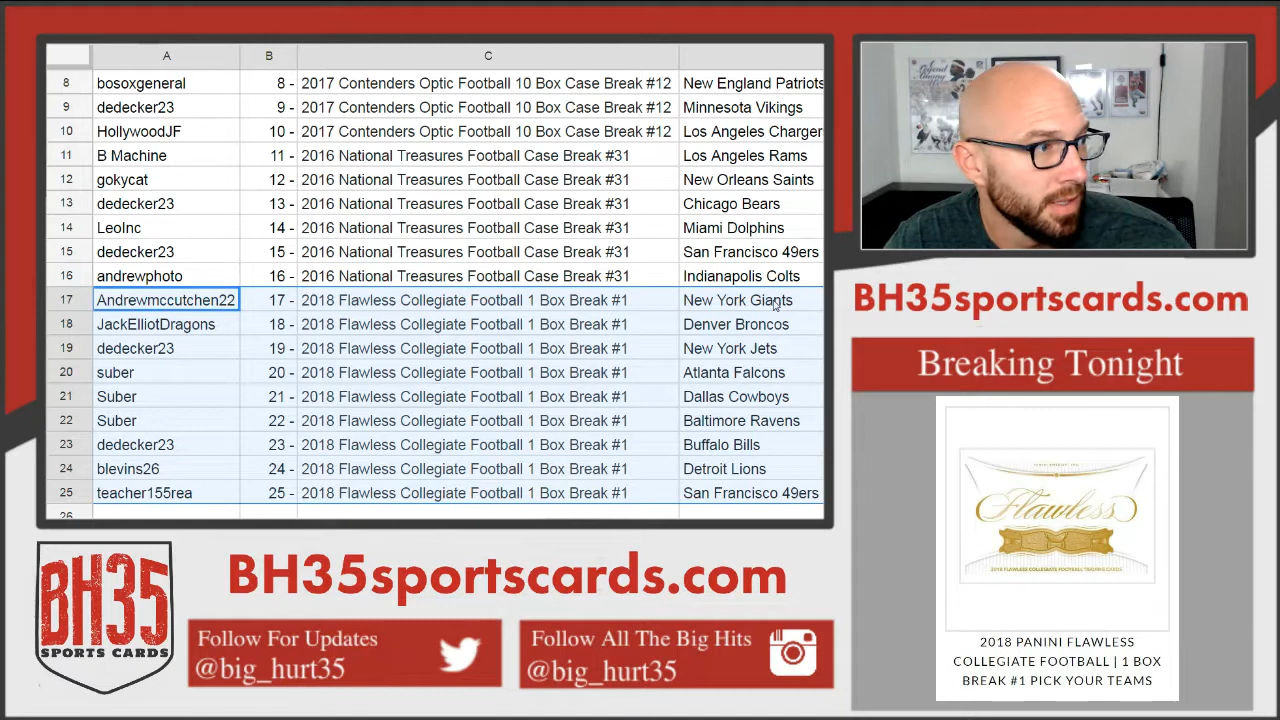 A B C
8 bosoxgeneral 8 - 2017 Contenders Optic Football 10 Box Case Break #12 New England Patriots
9 dedecker23 9 - 2017 Contenders Optic Football 10 Box Case Break #12 Minnesota Vikings
10 HollywoodJF 10 - 2017 Contenders Optic Football 10 Box Case Break #12 Los Angeles Charger
11 B Machine 11 - 2016 National Treasures Football Case Break #31 Los Angeles Rams
12 gokycat 12 - 2016 National Treasures Football Case Break #31 New Orleans Saints
13 dedecker23 13 - 2016 National Treasures Football Case Break #31 Chicago Bears
14 LeoInc 14 - 2016 National Treasures Football Case Break #31 Miami Dolphins
15 dedecker23 15 - 2016 National Treasures Football Case Break #31 San Francisco 49ers
16 andrewphoto 16 - 2016 National Treasures Football Case Break #31 Indianapolis Colts
17 Andrewmccutchen22 17 - 2018 Flawless Collegiate Football 1 Box Break #1 New York Giants
18 JackElliotDragons 18 - 2018 Flawless Collegiate Football 1 Box Break #1 Denver Broncos
19 dedecker23 19 - 2018 Flawless Collegiate Football 1 Box Break #1 New York Jets
20 suber 20 - 2018 Flawless Collegiate Football 1 Box Break #1 Atlanta Falcons
21 Suber 21 - 2018 Flawless Collegiate Football 1 Box Break #1 Dallas Cowboys
22 Suber 22 - 2018 Flawless Collegiate Football 1 Box Break #1 Baltimore Ravens
23 dedecker23 23 - 2018 Flawless Collegiate Football 1 Box Break #1 Buffalo Bills
24 blevins26 24 - 2018 Flawless Collegiate Football 1 Box Break #1 Detroit Lions
25 teacher155rea 25 - 2018 Flawless Collegiate Football 1 Box Break #1 San Francisco 49ers
26
BH35sportscards.com
Breaking Tonight
Flawless
2018 FLAWLESS COLLEGIATE FOOTBALL TRADING CARDS
2018 PANINI FLAWLESS
COLLEGIATE FOOTBALL | 1 BOX
BREAK #1 PICK YOUR TEAMS
BH35
SPORTS CARDS
BH35sportscards.com
Follow For Updates
@big_hurt35
Follow All The Big Hits
@big_hurt35